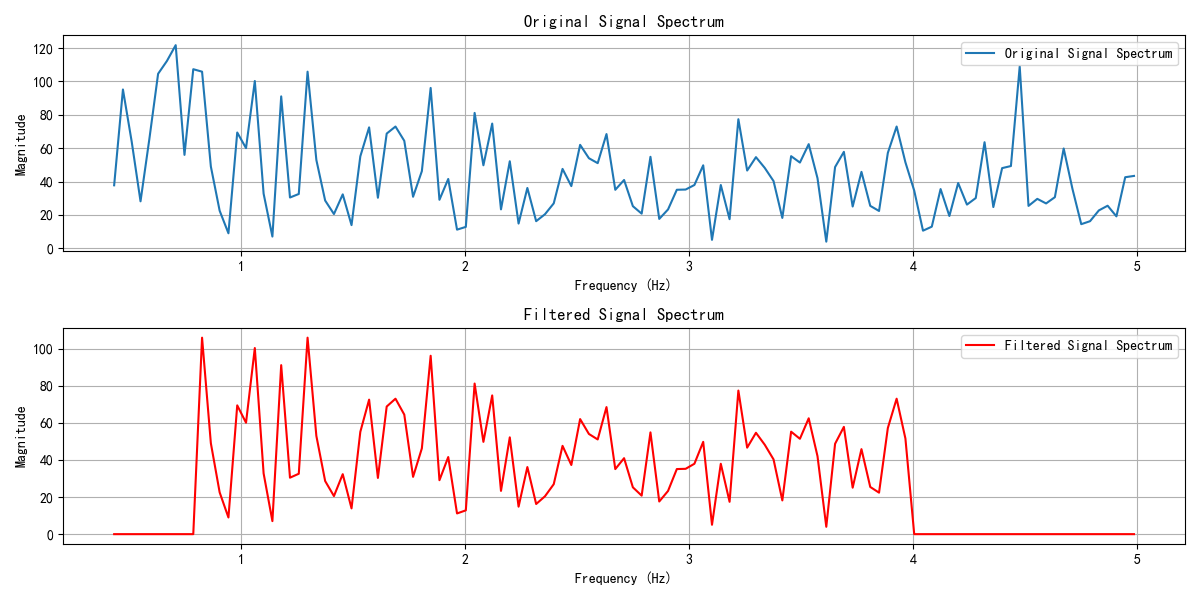 Original Signal Spectrum
Original Signal Spectrum
Magnitude
120
100
80
60
40
20
0
1 2 3 4 5
Frequency (Hz)
Filtered Signal Spectrum
Filtered Signal Spectrum
Magnitude
100
80
60
40
20
0
1 2 3 4 5
Frequency (Hz)